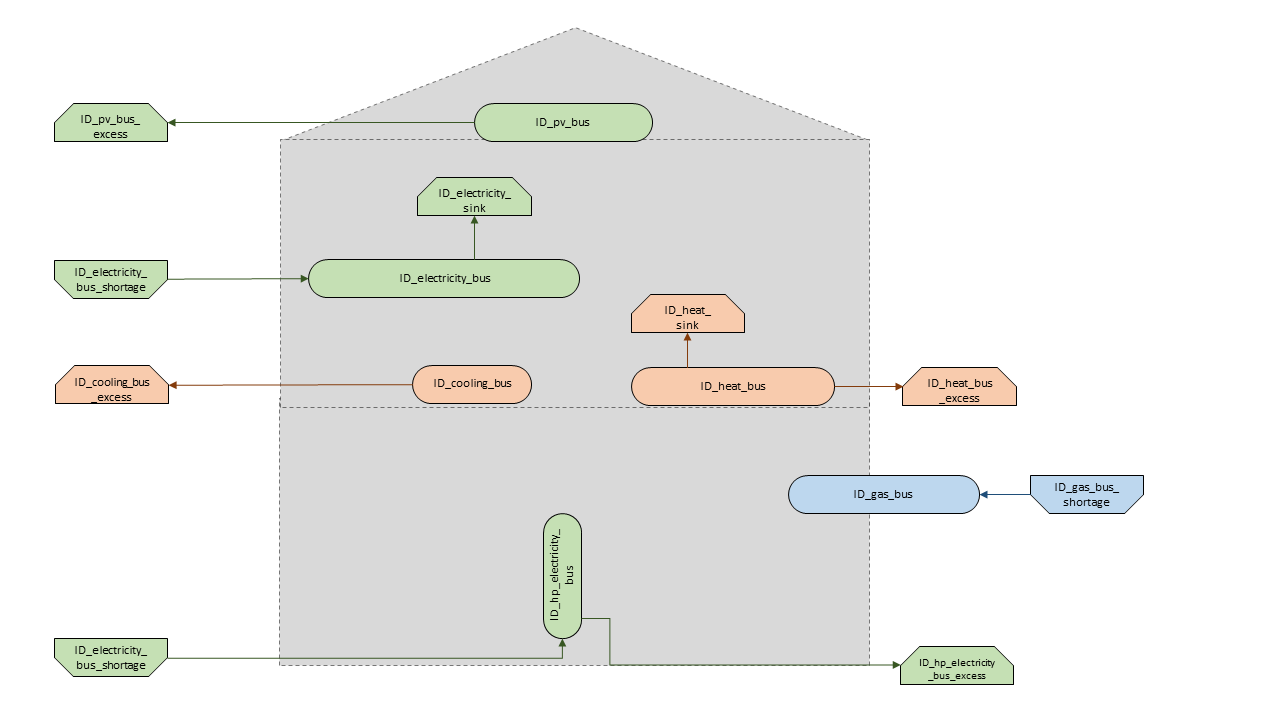 ID_pv_bus_
excess
ID_pv_bus
ID_electricity_
sink
ID_electricity_
bus_shortage
ID_electricity_bus
ID_heat_
sink
ID_cooling_bus
_excess
ID_cooling_bus
ID_heat_bus
ID_heat_bus
_excess
ID_gas_bus
ID_gas_bus_
shortage
ID_hp_electricity_
bus
ID_electricity_
bus_shortage
ID_hp_electricity
_bus_excess